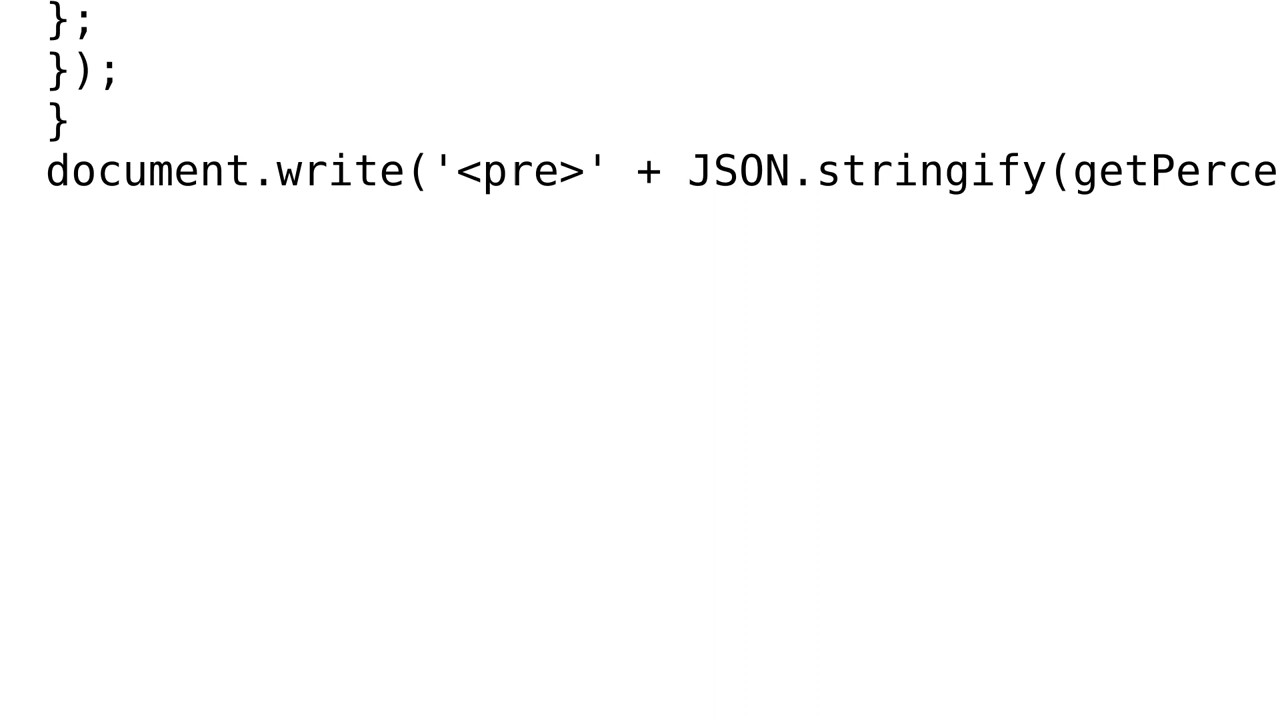 };
});
}
document.write('<pre>' + JSON.stringify(getPerce